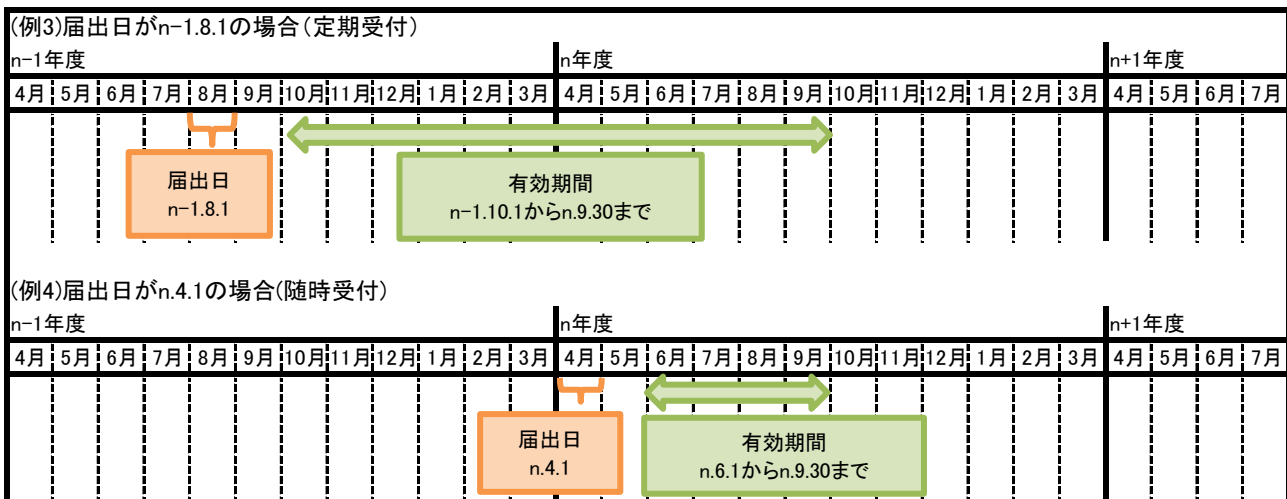 (例3)届出日がn-1.8.1の場合(定期受付)
n-1年度 n年度 n+1年度
4月 5月 6月 7月 8月 9月 10月 11月 12月 1月 2月 3月 4月 5月 6月 7月 8月 9月 10月 11月 12月 1月 2月 3月 4月 5月 6月 7月
届出日
n-1.8.1
有効期間
n-1.10.1からn.9.30まで
(例4)届出日がn.4.1の場合(随時受付)
n-1年度 n年度 n+1年度
4月 5月 6月 7月 8月 9月 10月 11月 12月 1月 2月 3月 4月 5月 6月 7月 8月 9月 10月 11月 12月 1月 2月 3月 4月 5月 6月 7月
届出日
n.4.1
有効期間
n.6.1からn.9.30まで